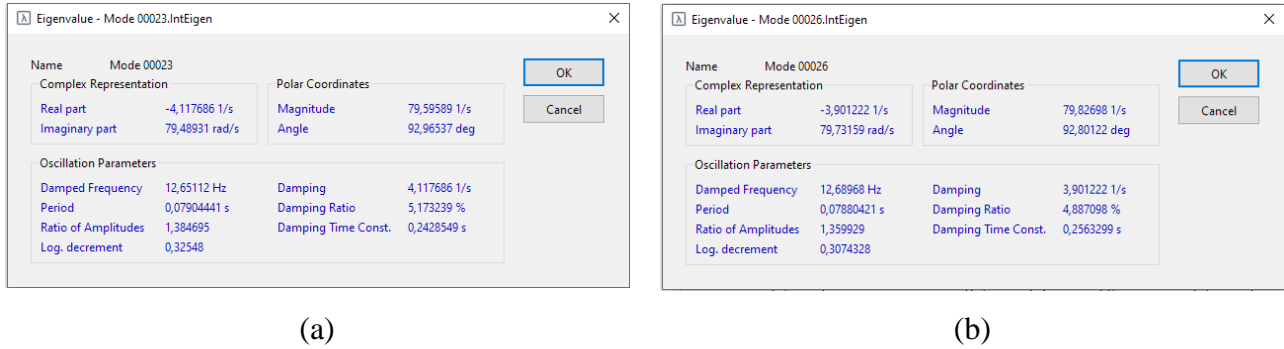 Eigenvalue - Mode 00023.IntEigen
Name Mode 00023
OK
Cancel
Complex Representation
Real part -4,117686 1/s
Imaginary part 79,48931 rad/s
Polar Coordinates
Magnitude 79,59589 1/s
Angle 92,96537 deg
Oscillation Parameters
Damped Frequency 12,65112 Hz Damping 4,117686 1/s
Period 0,07904441 s Damping Ratio 5,173239 %
Ratio of Amplitudes 1,384695 Damping Time Const. 0,2428549 s
Log. decrement 0,32548
(a)
Eigenvalue - Mode 00026.IntEigen
Name Mode 00026
OK
Cancel
Complex Representation
Real part -3,901222 1/s
Imaginary part 79,73159 rad/s
Polar Coordinates
Magnitude 79,82698 1/s
Angle 92,80122 deg
Oscillation Parameters
Damped Frequency 12,68968 Hz Damping 3,901222 1/s
Period 0,07880421 s Damping Ratio 4,887098 %
Ratio of Amplitudes 1,359929 Damping Time Const. 0,2563299 s
Log. decrement 0,3074328
(b)